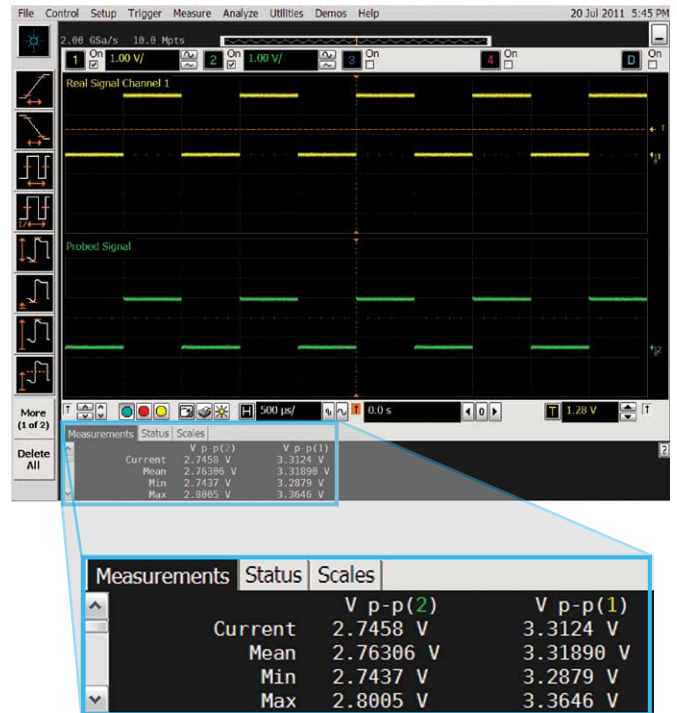 File Control Setup Trigger Measure Analyze Utilities Demos Help 20 Jul 2011 5:45 PM
2.00 GSa/s 10.0 Mpts
1 On 1.00 V/ 2 On 1.00 V/ 3 On 4 On D On
Real Signal Channel 1
T
Probed Signal
More
(1 of 2)
Delete
All
T H 500 µs/ T 0.0 s 0 T 1.28 V T
Measurements Status Scales ?
V p-p(2) V p-p(1)
Current 2.7458 V 3.3124 V
Mean 2.76306 V 3.31890 V
Min 2.7437 V 3.2879 V
Max 2.8005 V 3.3646 V
Measurements Status Scales
V p-p(2) V p-p(1)
Current 2.7458 V 3.3124 V
Mean 2.76306 V 3.31890 V
Min 2.7437 V 3.2879 V
Max 2.8005 V 3.3646 V